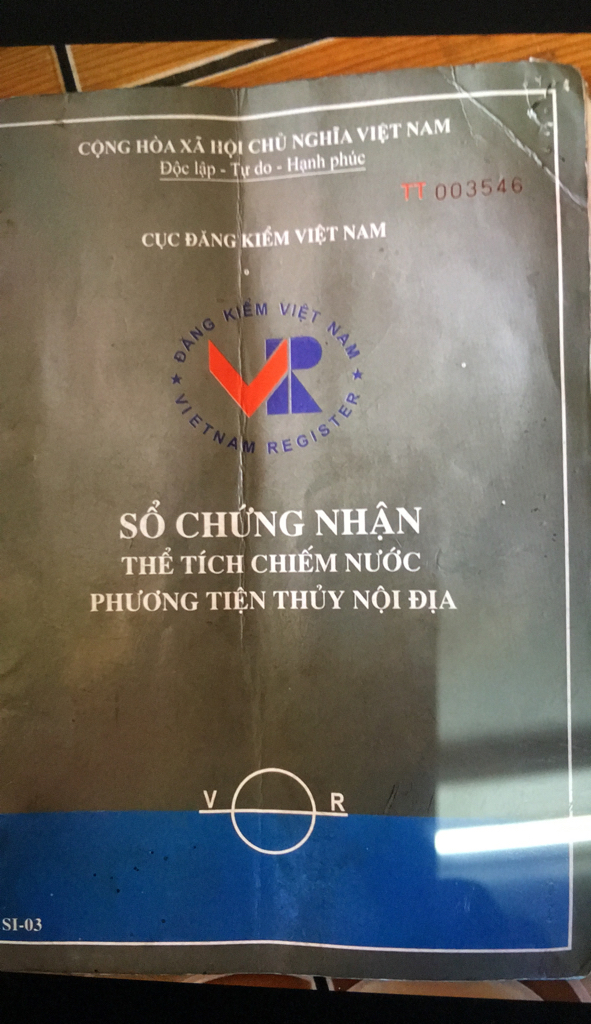 CỘNG HÒA XÃ HỘI CHỦ NGHĨA VIỆT NAM
Độc lập - Tự do - Hạnh phúc
TT 003546
CỤC ĐĂNG KIỂM VIỆT NAM
ĐĂNG KIỂM VIỆT NAM
VR
★ VIETNAM REGISTER ★
SỔ CHỨNG NHẬN
THỂ TÍCH CHIẾM NƯỚC
PHƯƠNG TIỆN THỦY NỘI ĐỊA
V R
SI-03